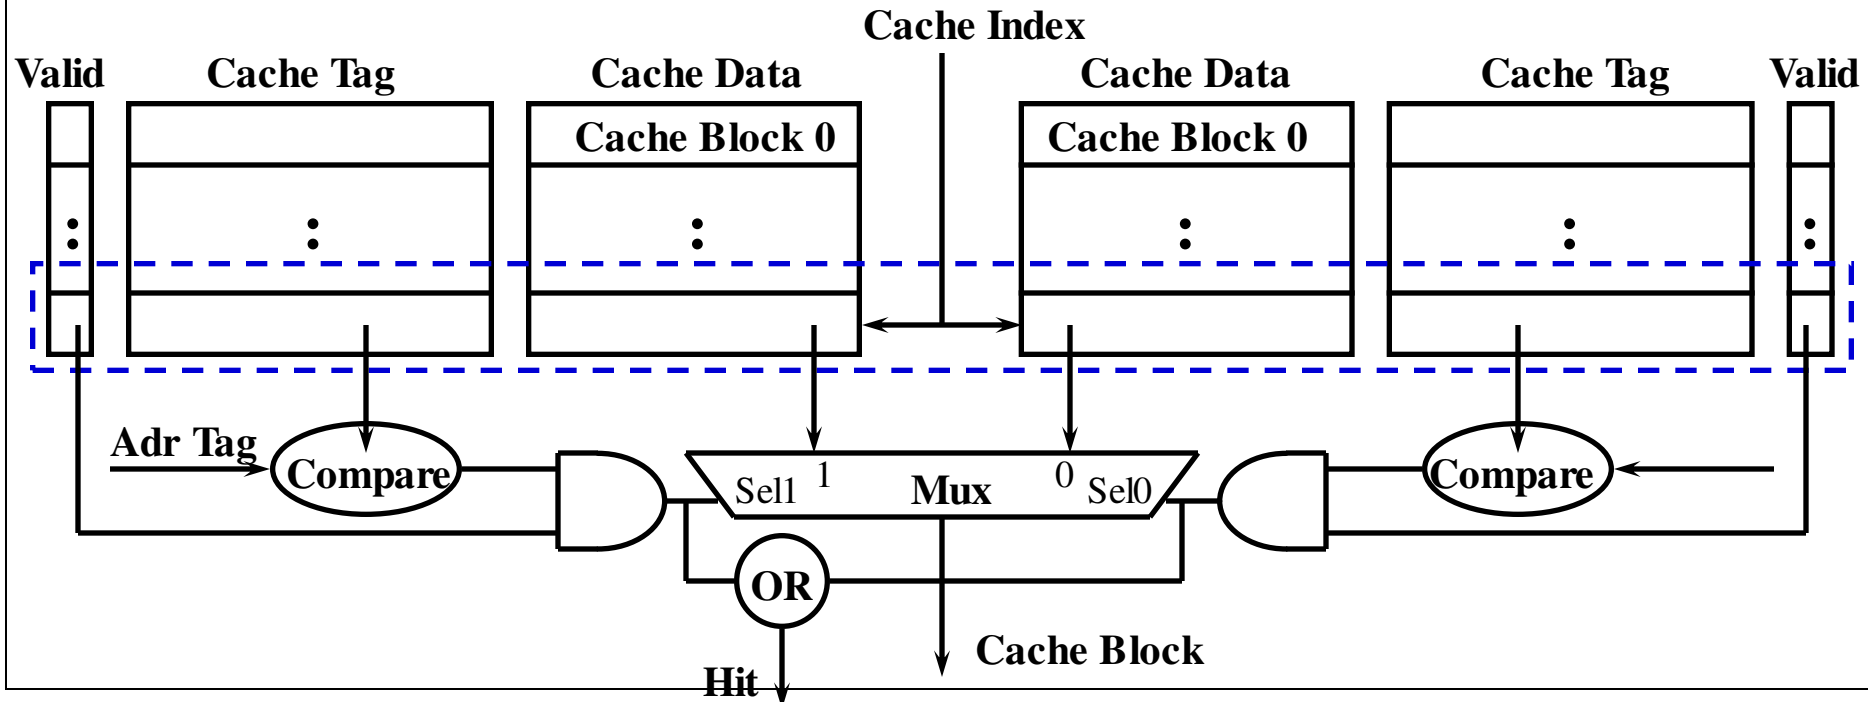 Cache Index
Valid Cache Tag Cache Data Cache Data Cache Tag Valid
Cache Block 0 Cache Block 0
Adr Tag
Compare Sel1 1 Mux 0 Sel0 Compare
OR
Cache Block
Hit